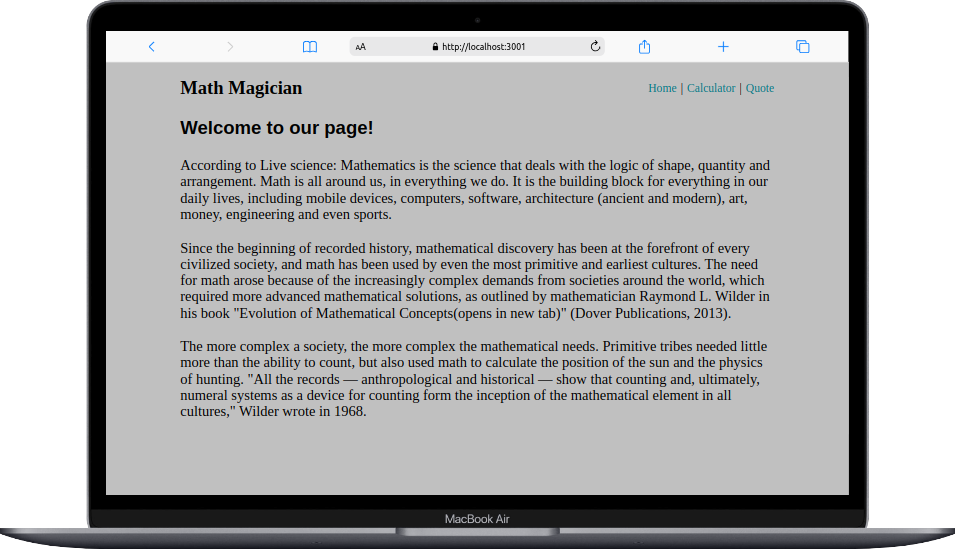 AA http://localhost:3001
Math Magician
Home | Calculator | Quote
Welcome to our page!
According to Live science: Mathematics is the science that deals with the logic of shape, quantity and
arrangement. Math is all around us, in everything we do. It is the building block for everything in our
daily lives, including mobile devices, computers, software, architecture (ancient and modern), art,
money, engineering and even sports.
Since the beginning of recorded history, mathematical discovery has been at the forefront of every
civilized society, and math has been used by even the most primitive and earliest cultures. The need
for math arose because of the increasingly complex demands from societies around the world, which
required more advanced mathematical solutions, as outlined by mathematician Raymond L. Wilder in
his book "Evolution of Mathematical Concepts(opens in new tab)" (Dover Publications, 2013).
The more complex a society, the more complex the mathematical needs. Primitive tribes needed little
more than the ability to count, but also used math to calculate the position of the sun and the physics
of hunting. "All the records — anthropological and historical — show that counting and, ultimately,
numeral systems as a device for counting form the inception of the mathematical element in all
cultures," Wilder wrote in 1968.
MacBook Air